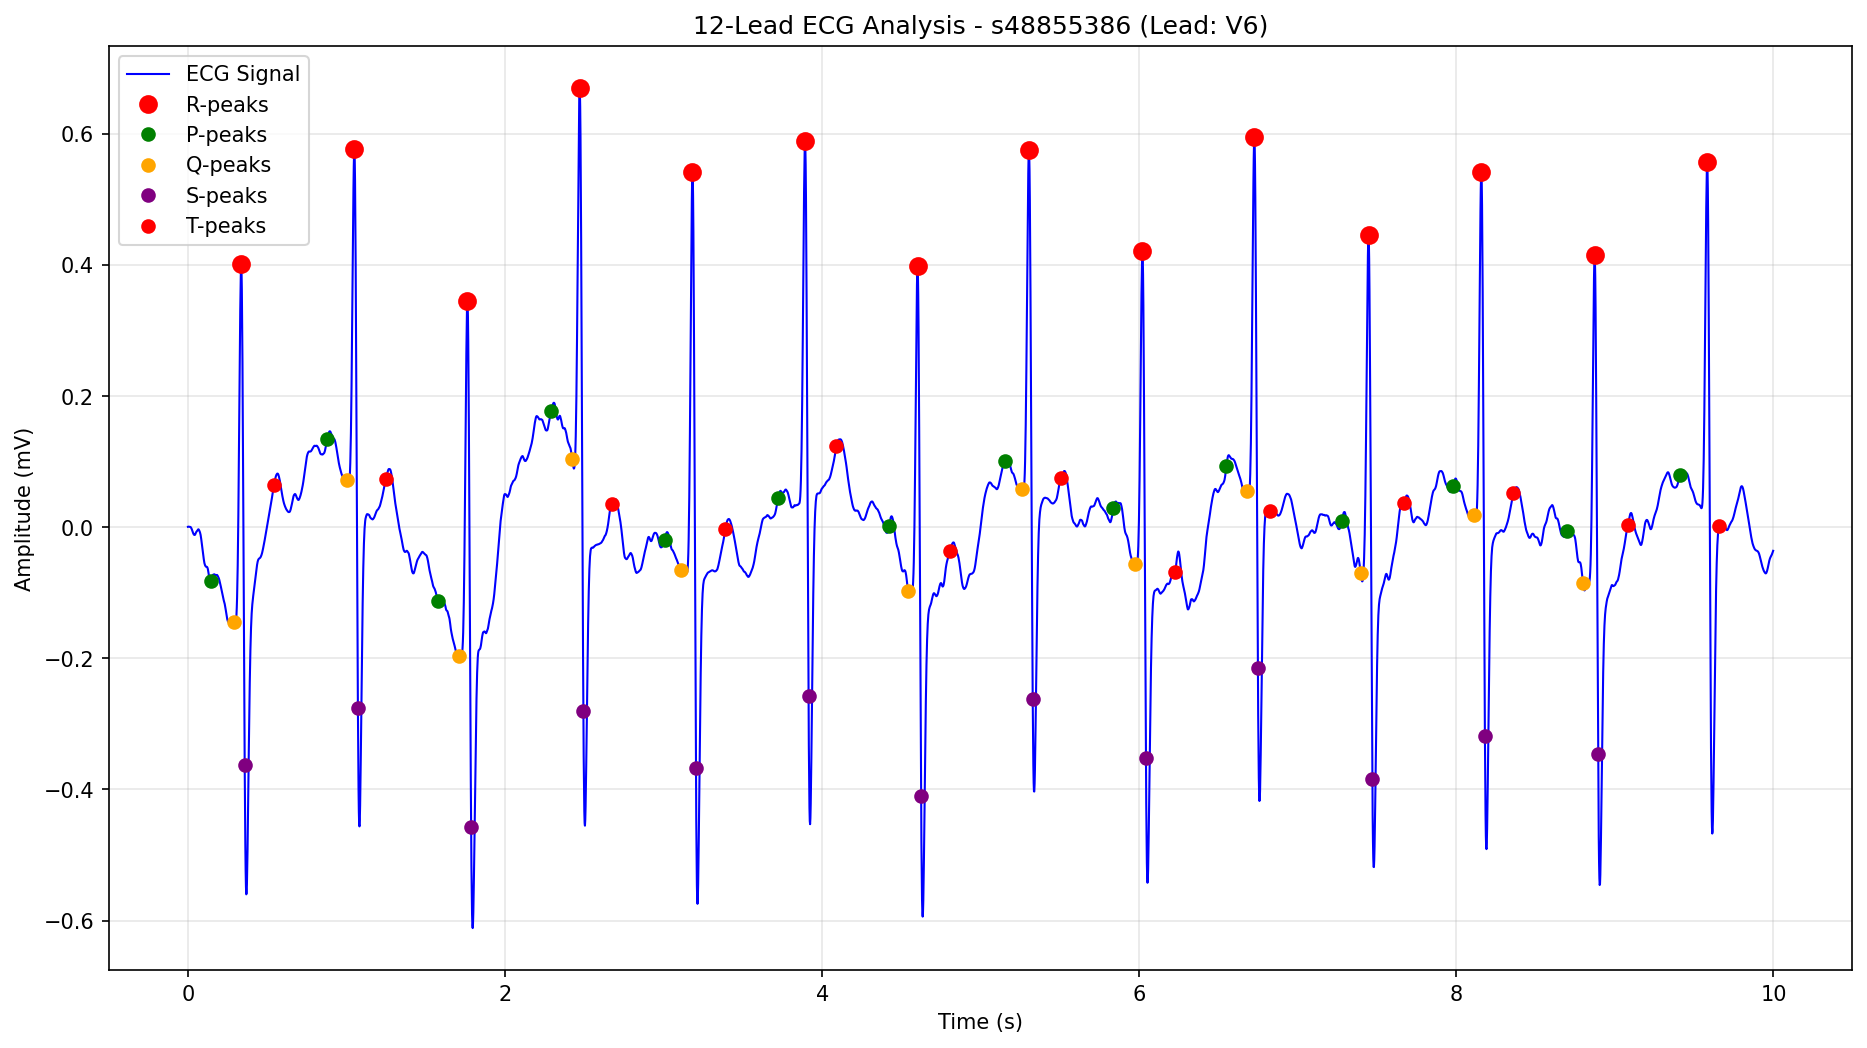 12-Lead ECG Analysis - s48855386 (Lead: V6)
ECG Signal
R-peaks
P-peaks
Q-peaks
S-peaks
T-peaks
Amplitude (mV)
0.6
0.4
0.2
0.0
−0.2
−0.4
−0.6
0 2 4 6 8 10
Time (s)